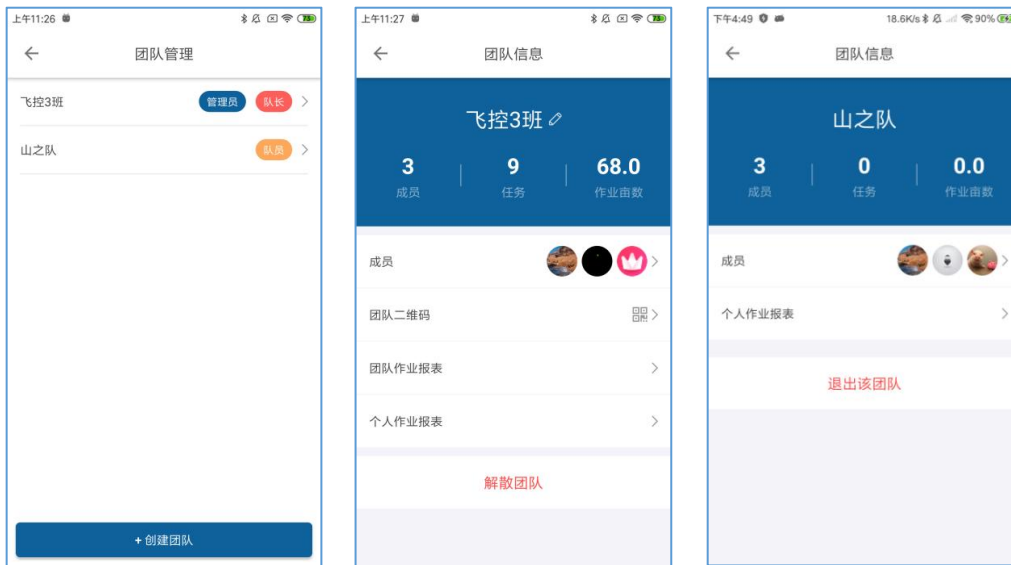 上午11:26
73
团队管理
飞控3班
管理员
队长
山之队
队员
+ 创建团队
上午11:27
73
团队信息
飞控3班
3
9
68.0
成员
任务
作业亩数
成员
团队二维码
团队作业报表
个人作业报表
解散团队
下午4:49
18.6K/s
90%
团队信息
山之队
3
0
0.0
成员
任务
作业亩数
成员
个人作业报表
退出该团队